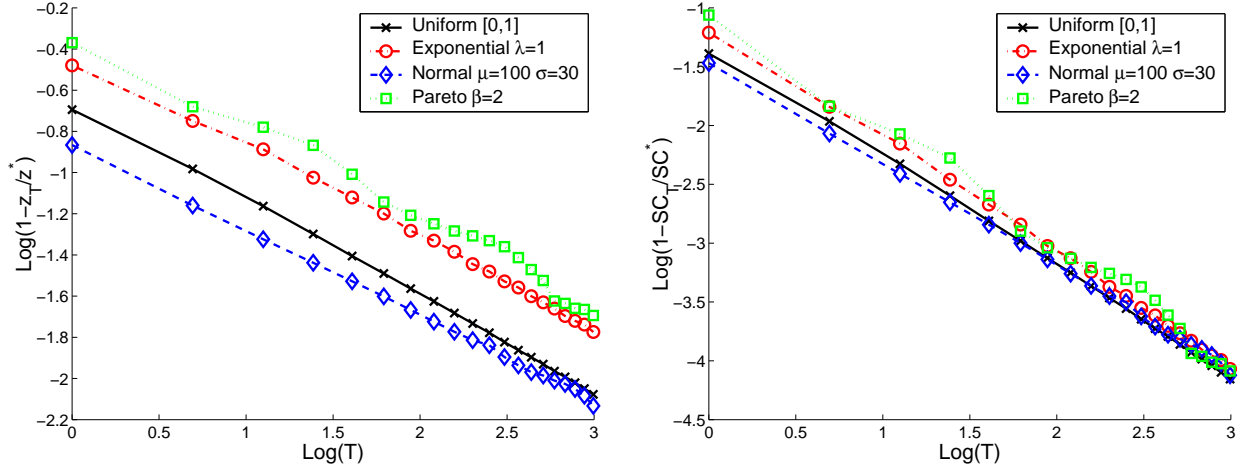 Uniform [0,1]
Exponential λ=1
Normal μ=100 σ=30
Pareto β=2
−0.2
−0.4
−0.6
−0.8
−1
−1.2
−1.4
−1.6
−1.8
−2
−2.2
Log(1−z_T/z^*)
0 0.5 1 1.5 2 2.5 3
Log(T)
Uniform [0,1]
Exponential λ=1
Normal μ=100 σ=30
Pareto β=2
−1
−1.5
−2
−2.5
−3
−3.5
−4
−4.5
Log(1−SC_T/SC^*)
0 0.5 1 1.5 2 2.5 3
Log(T)